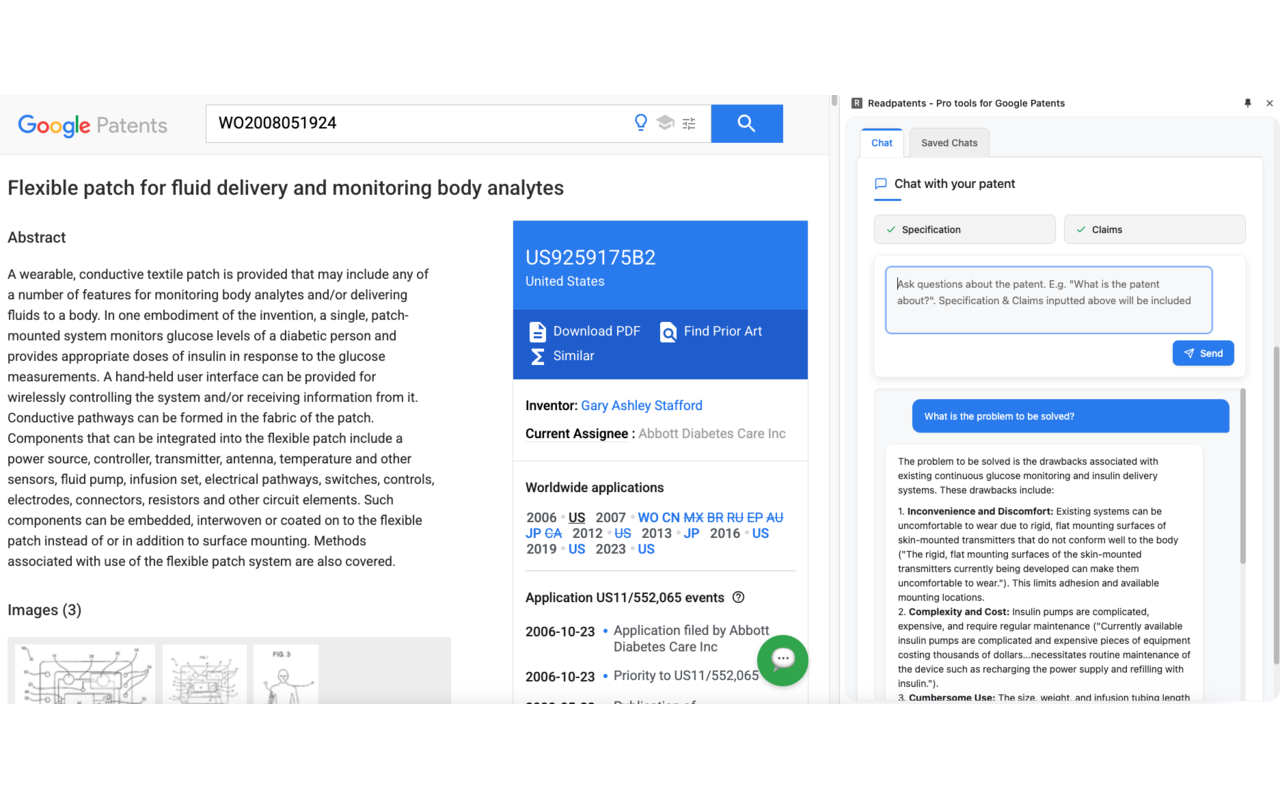 Google Patents
WO2008051924
Flexible patch for fluid delivery and monitoring body analytes
Abstract
A wearable, conductive textile patch is provided that may include any of
a number of features for monitoring body analytes and/or delivering
fluids to a body. In one embodiment of the invention, a single, patch-
mounted system monitors glucose levels of a diabetic person and
provides appropriate doses of insulin in response to the glucose
measurements. A hand-held user interface can be provided for
wirelessly controlling the system and/or receiving information from it.
Conductive pathways can be formed in the fabric of the patch.
Components that can be integrated into the flexible patch include a
power source, controller, transmitter, antenna, temperature and other
sensors, fluid pump, infusion set, electrical pathways, switches, controls,
electrodes, connectors, resistors and other circuit elements. Such
components can be embedded, interwoven or coated on to the flexible
patch instead of or in addition to surface mounting. Methods
associated with use of the flexible patch system are also covered.
Images (3)
FIG. 3
US9259175B2
United States
Download PDF Find Prior Art
Similar
Inventor: Gary Ashley Stafford
Current Assignee : Abbott Diabetes Care Inc
Worldwide applications
2006 • US 2007 • WO CN MX BR RU EP AU
JP CA 2012 • US 2013 • JP 2016 • US
2019 • US 2023 • US
Application US11/552,065 events
2006-10-23 • Application filed by Abbott
Diabetes Care Inc
2006-10-23 • Priority to US11/552,065
R Readpatents - Pro tools for Google Patents
Chat Saved Chats
Chat with your patent
Specification Claims
Ask questions about the patent. E.g. "What is the patent
about?". Specification & Claims inputted above will be included
Send
What is the problem to be solved?
The problem to be solved is the drawbacks associated with
existing continuous glucose monitoring and insulin delivery
systems. These drawbacks include:
1. Inconvenience and Discomfort: Existing systems can be
uncomfortable to wear due to rigid, flat mounting surfaces of
skin-mounted transmitters that do not conform well to the body
("The rigid, flat mounting surfaces of the skin-mounted
transmitters currently being developed can make them
uncomfortable to wear."). This limits adhesion and available
mounting locations.
2. Complexity and Cost: Insulin pumps are complicated,
expensive, and require regular maintenance ("Currently available
insulin pumps are complicated and expensive pieces of equipment
costing thousands of dollars...necessitates routine maintenance of
the device such as recharging the power supply and refilling with
insulin.").
3. Cumbersome Use: The size, weight, and infusion tubing length